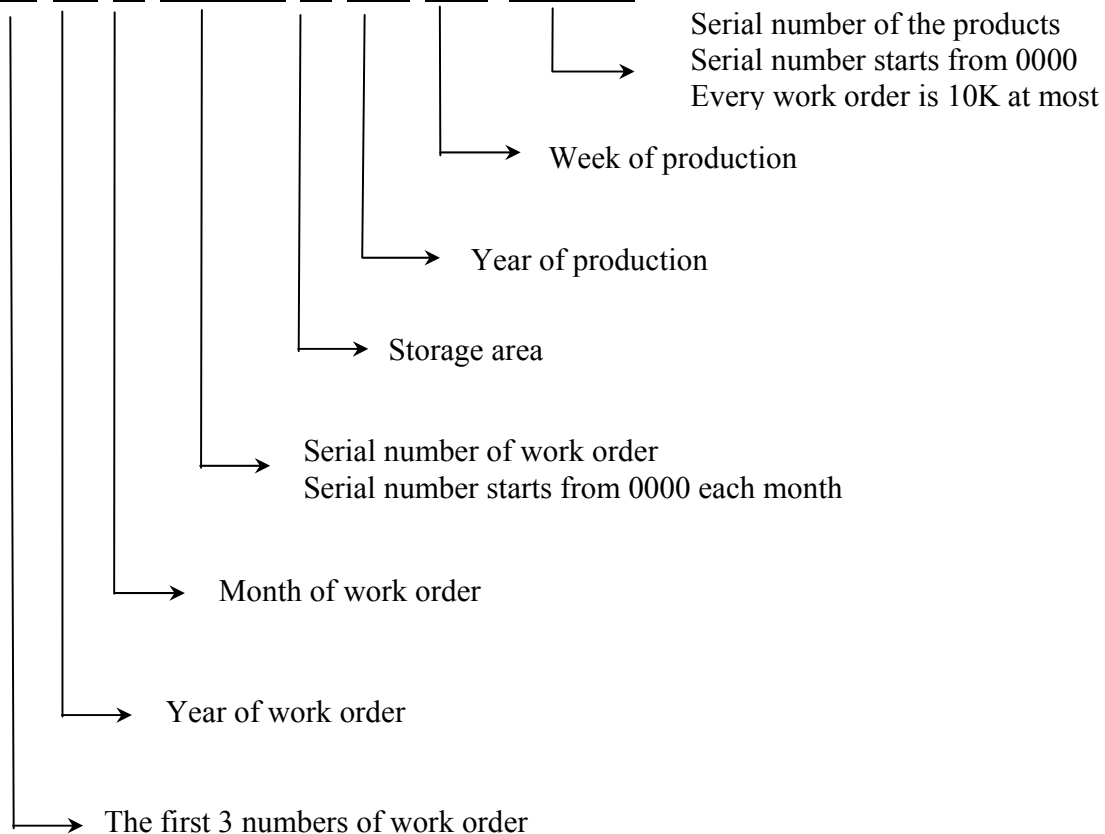 Serial number of the products
Serial number starts from 0000
Every work order is 10K at most
Week of production
Year of production
Storage area
Serial number of work order
Serial number starts from 0000 each month
Month of work order
Year of work order
The first 3 numbers of work order